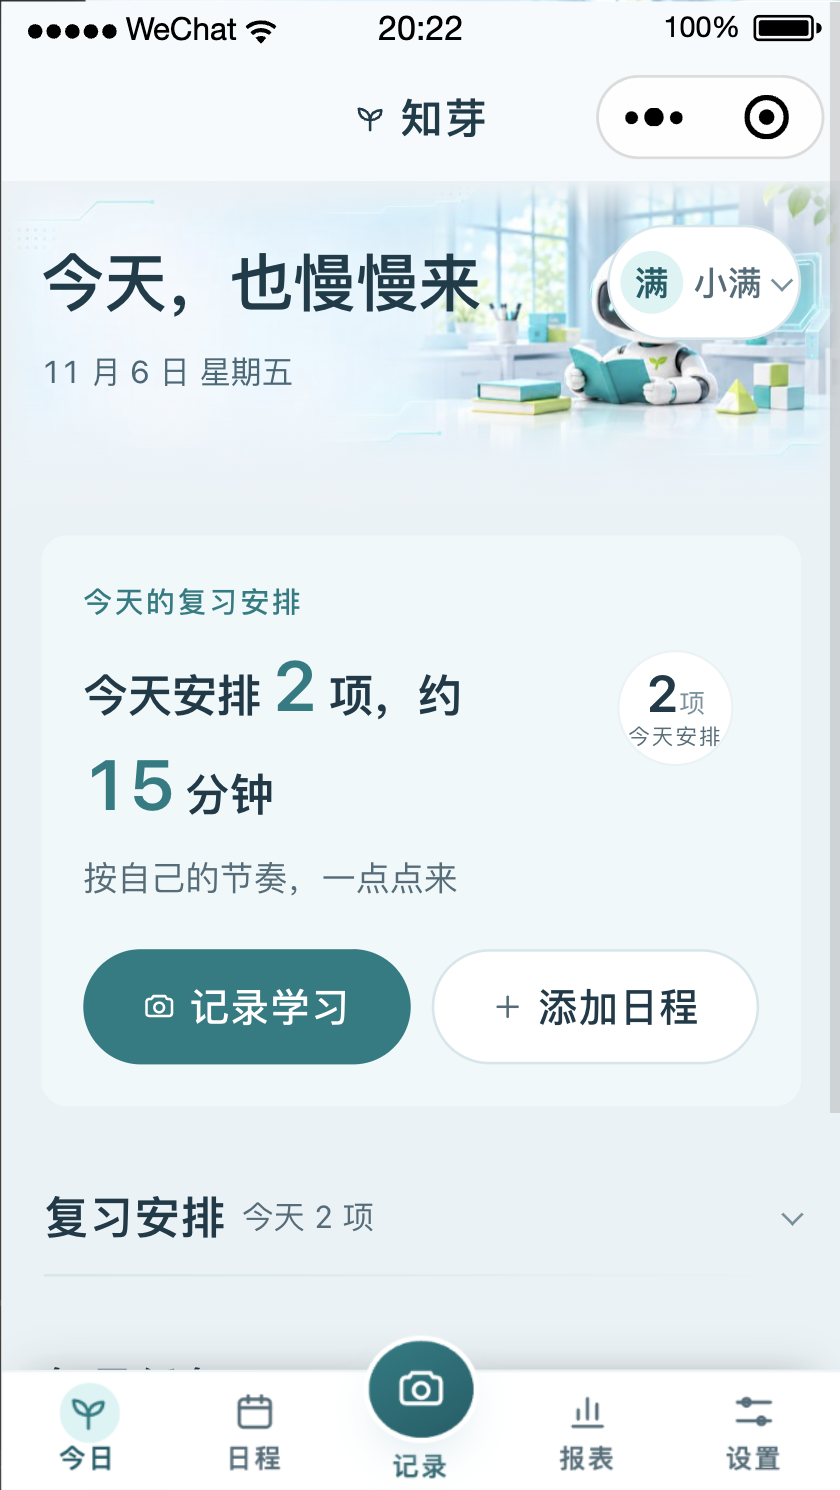 WeChat 20:22 100%
知芽
今天，也慢慢来
满 小满
11 月 6 日 星期五
今天的复习安排
今天安排 2 项，约
15 分钟
2项
今天安排
按自己的节奏，一点点来
记录学习
+ 添加日程
复习安排 今天 2 项
今日 日程 记录 报表 设置